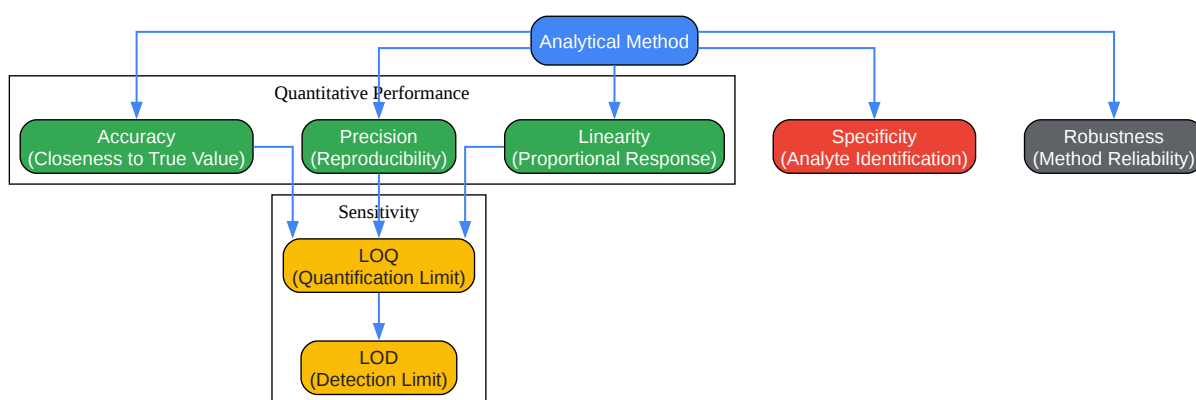 Analytical Method
Quantitative Performance
Accuracy
(Closeness to True Value)
Precision
(Reproducibility)
Linearity
(Proportional Response)
Specificity
(Analyte Identification)
Robustness
(Method Reliability)
Sensitivity
LOQ
(Quantification Limit)
LOD
(Detection Limit)